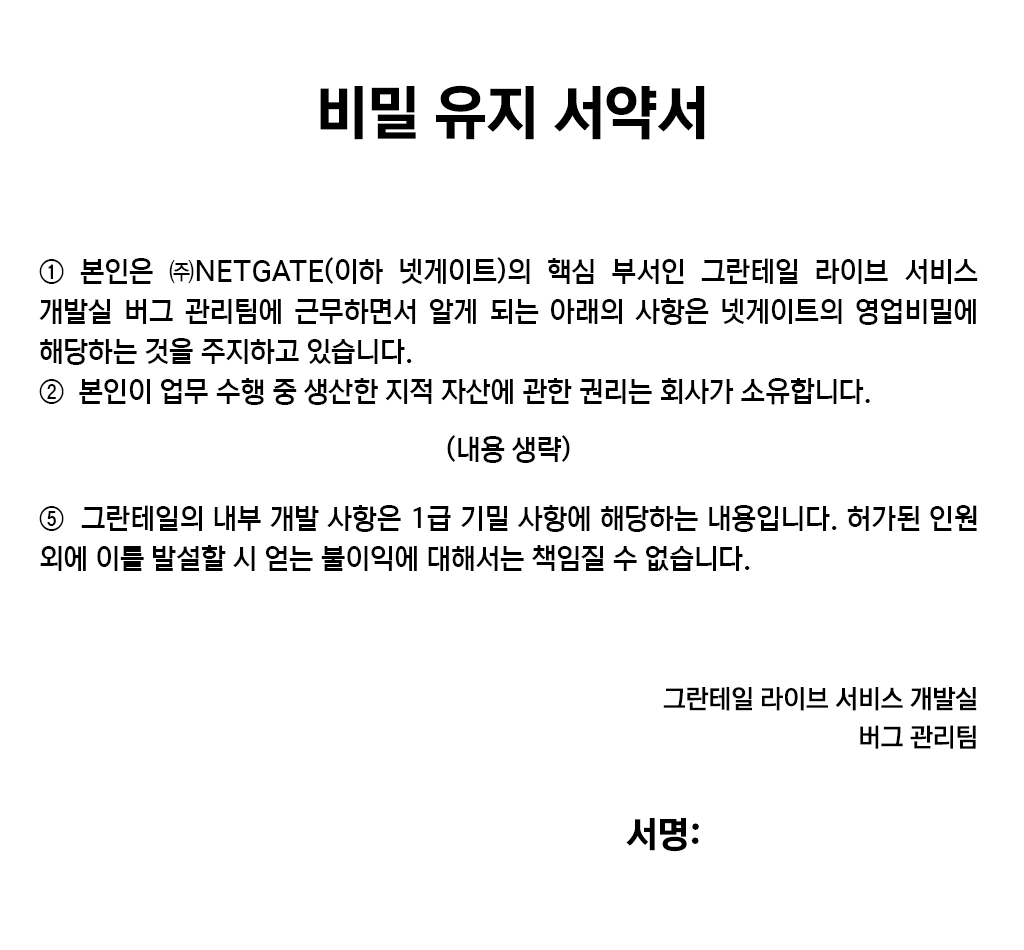 비밀 유지 서약서
① 본인은 ㈜NETGATE(이하 넷게이트)의 핵심 부서인 그란테일 라이브 서비스
개발실 버그 관리팀에 근무하면서 알게 되는 아래의 사항은 넷게이트의 영업비밀에
해당하는 것을 주지하고 있습니다.
② 본인이 업무 수행 중 생산한 지적 자산에 관한 권리는 회사가 소유합니다.
(내용 생략)
⑤ 그란테일의 내부 개발 사항은 1급 기밀 사항에 해당하는 내용입니다. 허가된 인원
외에 이를 발설할 시 얻는 불이익에 대해서는 책임질 수 없습니다.
그란테일 라이브 서비스 개발실
버그 관리팀
서명: